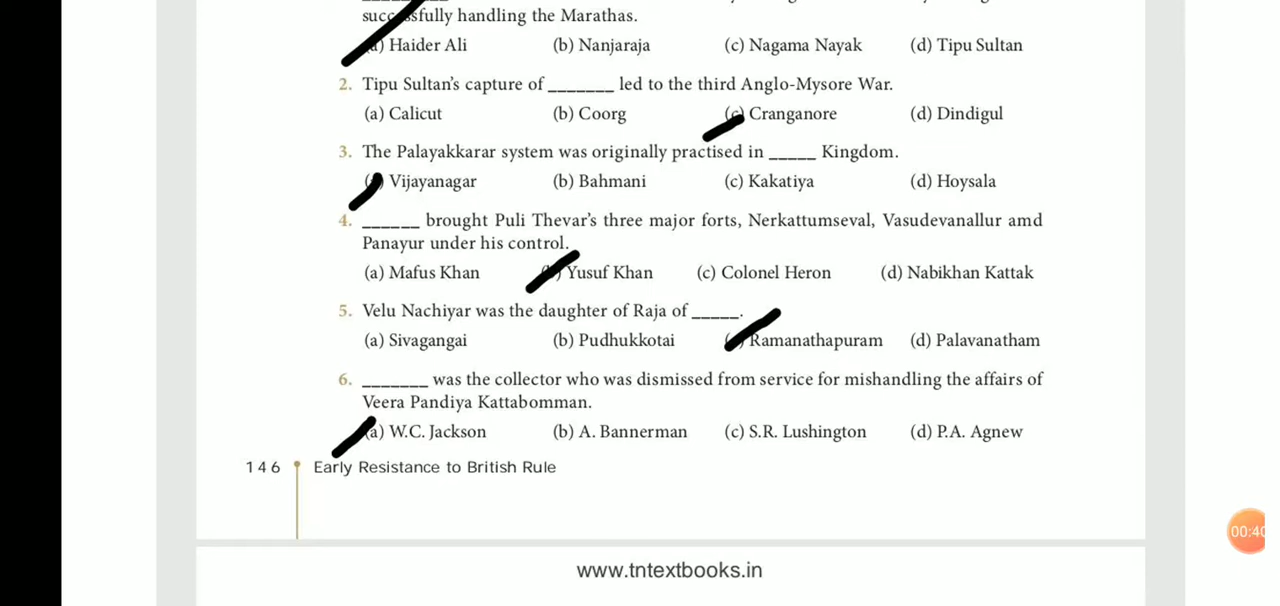 successfully handling the Marathas.
(a) Haider Ali (b) Nanjaraja (c) Nagama Nayak (d) Tipu Sultan
2. Tipu Sultan's capture of _______ led to the third Anglo-Mysore War.
(a) Calicut (b) Coorg (c) Cranganore (d) Dindigul
3. The Palayakkarar system was originally practised in _____ Kingdom.
(a) Vijayanagar (b) Bahmani (c) Kakatiya (d) Hoysala
4. ______ brought Puli Thevar's three major forts, Nerkattumseval, Vasudevanallur amd
Panayur under his control.
(a) Mafus Khan (b) Yusuf Khan (c) Colonel Heron (d) Nabikhan Kattak
5. Velu Nachiyar was the daughter of Raja of _____.
(a) Sivagangai (b) Pudhukkotai (c) Ramanathapuram (d) Palavanatham
6. _______ was the collector who was dismissed from service for mishandling the affairs of
Veera Pandiya Kattabomman.
(a) W.C. Jackson (b) A. Bannerman (c) S.R. Lushington (d) P.A. Agnew
146 Early Resistance to British Rule
00:40
www.tntextbooks.in